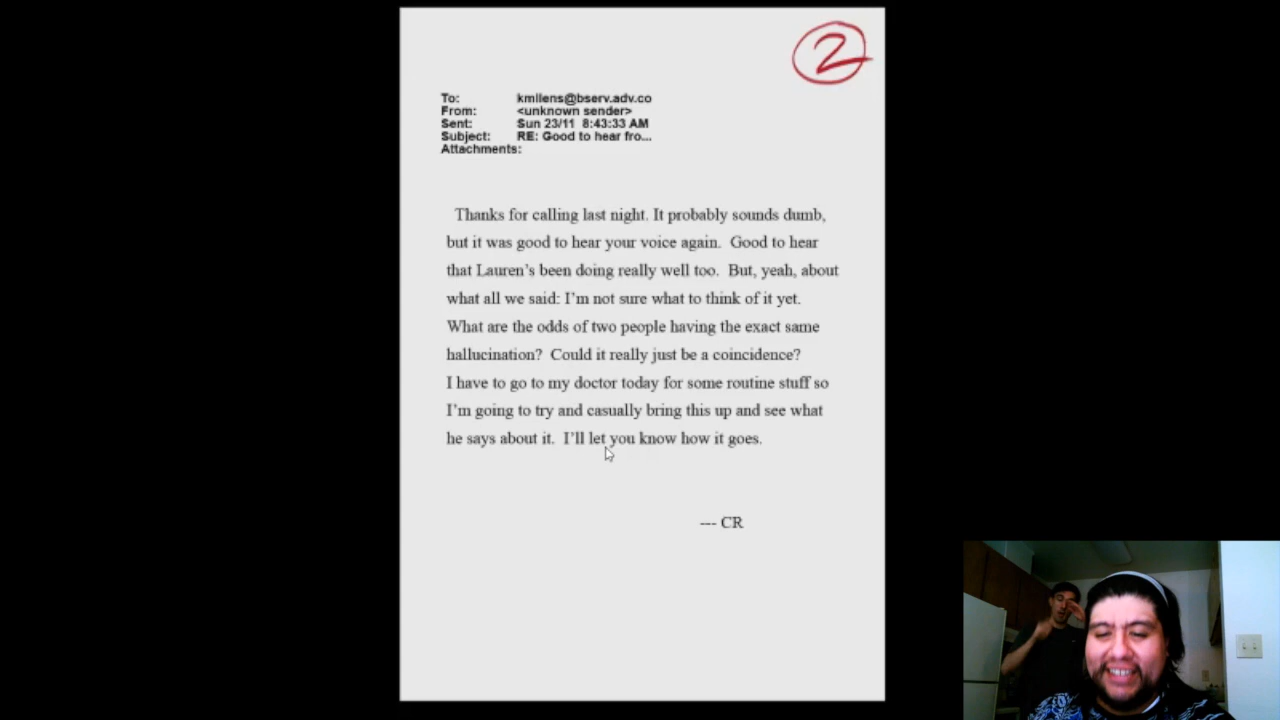 2
To: kmllens@bserv.adv.co
From: <unknown sender>
Sent: Sun 23/11 8:43:33 AM
Subject: RE: Good to hear fro...
Attachments:
Thanks for calling last night. It probably sounds dumb,
but it was good to hear your voice again. Good to hear
that Lauren's been doing really well too. But, yeah, about
what all we said: I'm not sure what to think of it yet.
What are the odds of two people having the exact same
hallucination? Could it really just be a coincidence?
I have to go to my doctor today for some routine stuff so
I'm going to try and casually bring this up and see what
he says about it. I'll let you know how it goes.
--- CR